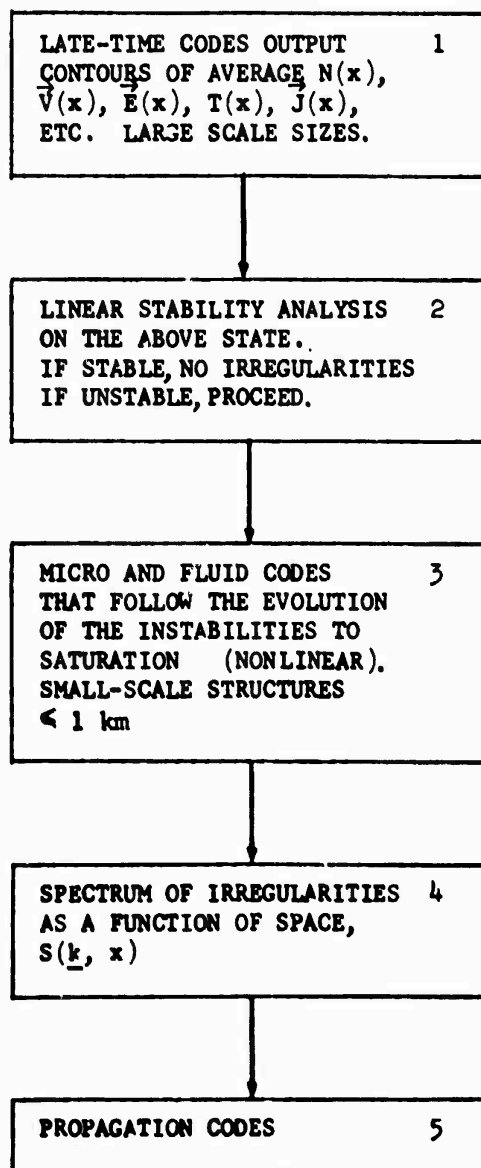 LATE-TIME CODES OUTPUT 1
CONTOURS OF AVERAGE N(x),
V⃗(x), E⃗(x), T(x), J⃗(x),
ETC. LARGE SCALE SIZES.
LINEAR STABILITY ANALYSIS 2
ON THE ABOVE STATE.
IF STABLE, NO IRREGULARITIES
IF UNSTABLE, PROCEED.
MICRO AND FLUID CODES 3
THAT FOLLOW THE EVOLUTION
OF THE INSTABILITIES TO
SATURATION (NONLINEAR).
SMALL-SCALE STRUCTURES
⩽ 1 km
SPECTRUM OF IRREGULARITIES 4
AS A FUNCTION OF SPACE,
S(k̲, x)
PROPAGATION CODES 5